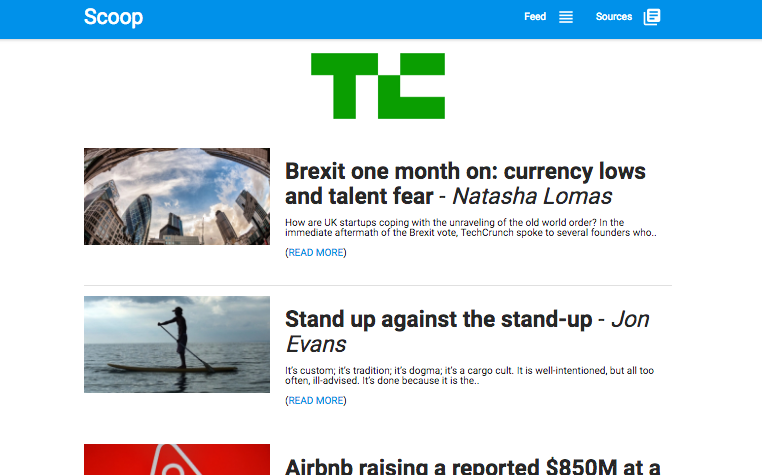 Scoop
Feed
Sources
TC
Brexit one month on: currency lows
and talent fear - Natasha Lomas
How are UK startups coping with the unraveling of the old world order? In the
immediate aftermath of the Brexit vote, TechCrunch spoke to several founders who..
(READ MORE)
Stand up against the stand-up - Jon
Evans
It's custom; it's tradition; it's dogma; it's a cargo cult. It is well-intentioned, but all too
often, ill-advised. It's done because it is the..
(READ MORE)
Airbnb raising a reported $850M at a